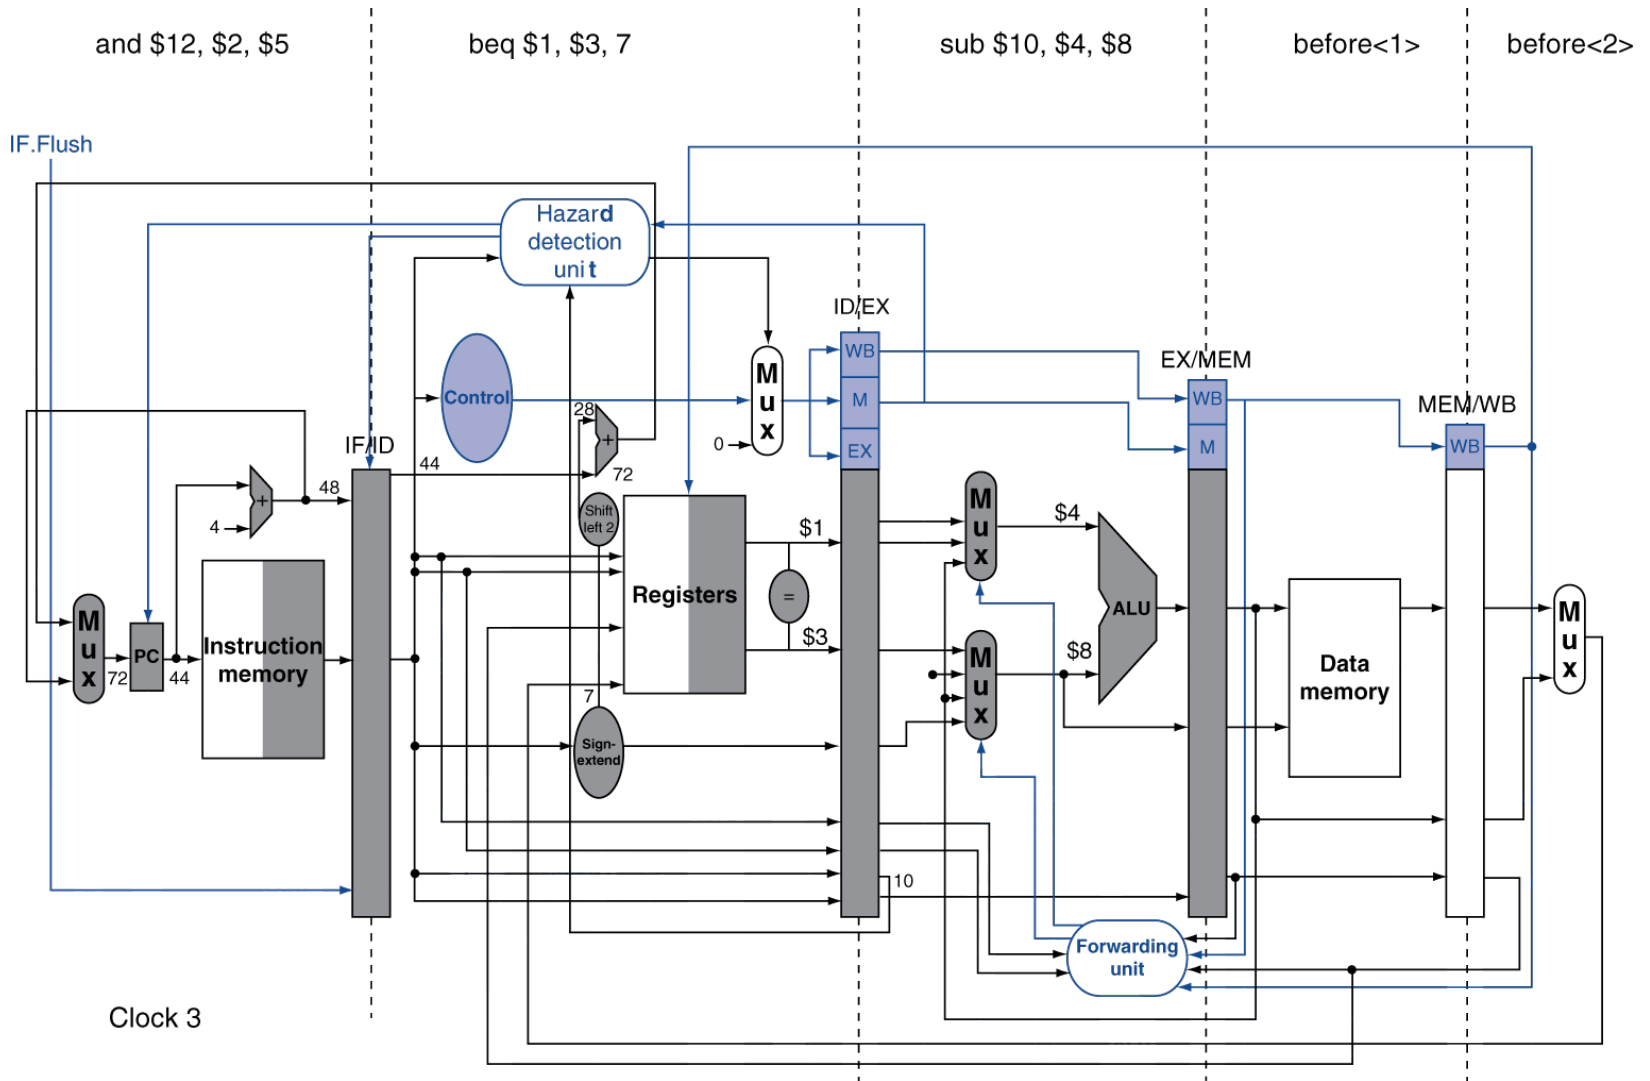 and $12, $2, $5
beq $1, $3, 7
sub $10, $4, $8
before<1>
before<2>
IF.Flush
Hazard
detection
unit
ID/EX
WB
M
EX
EX/MEM
WB
M
MEM/WB
WB
Control
Mux
0
28
+
72
IF/ID
44
48
+
4
Shift
left 2
Mux
$4
$1
=
$3
Registers
ALU
Mux
72
PC
44
Instruction
memory
Mux
$8
Data
memory
Mux
7
Sign-
extend
10
Forwarding
unit
Clock 3